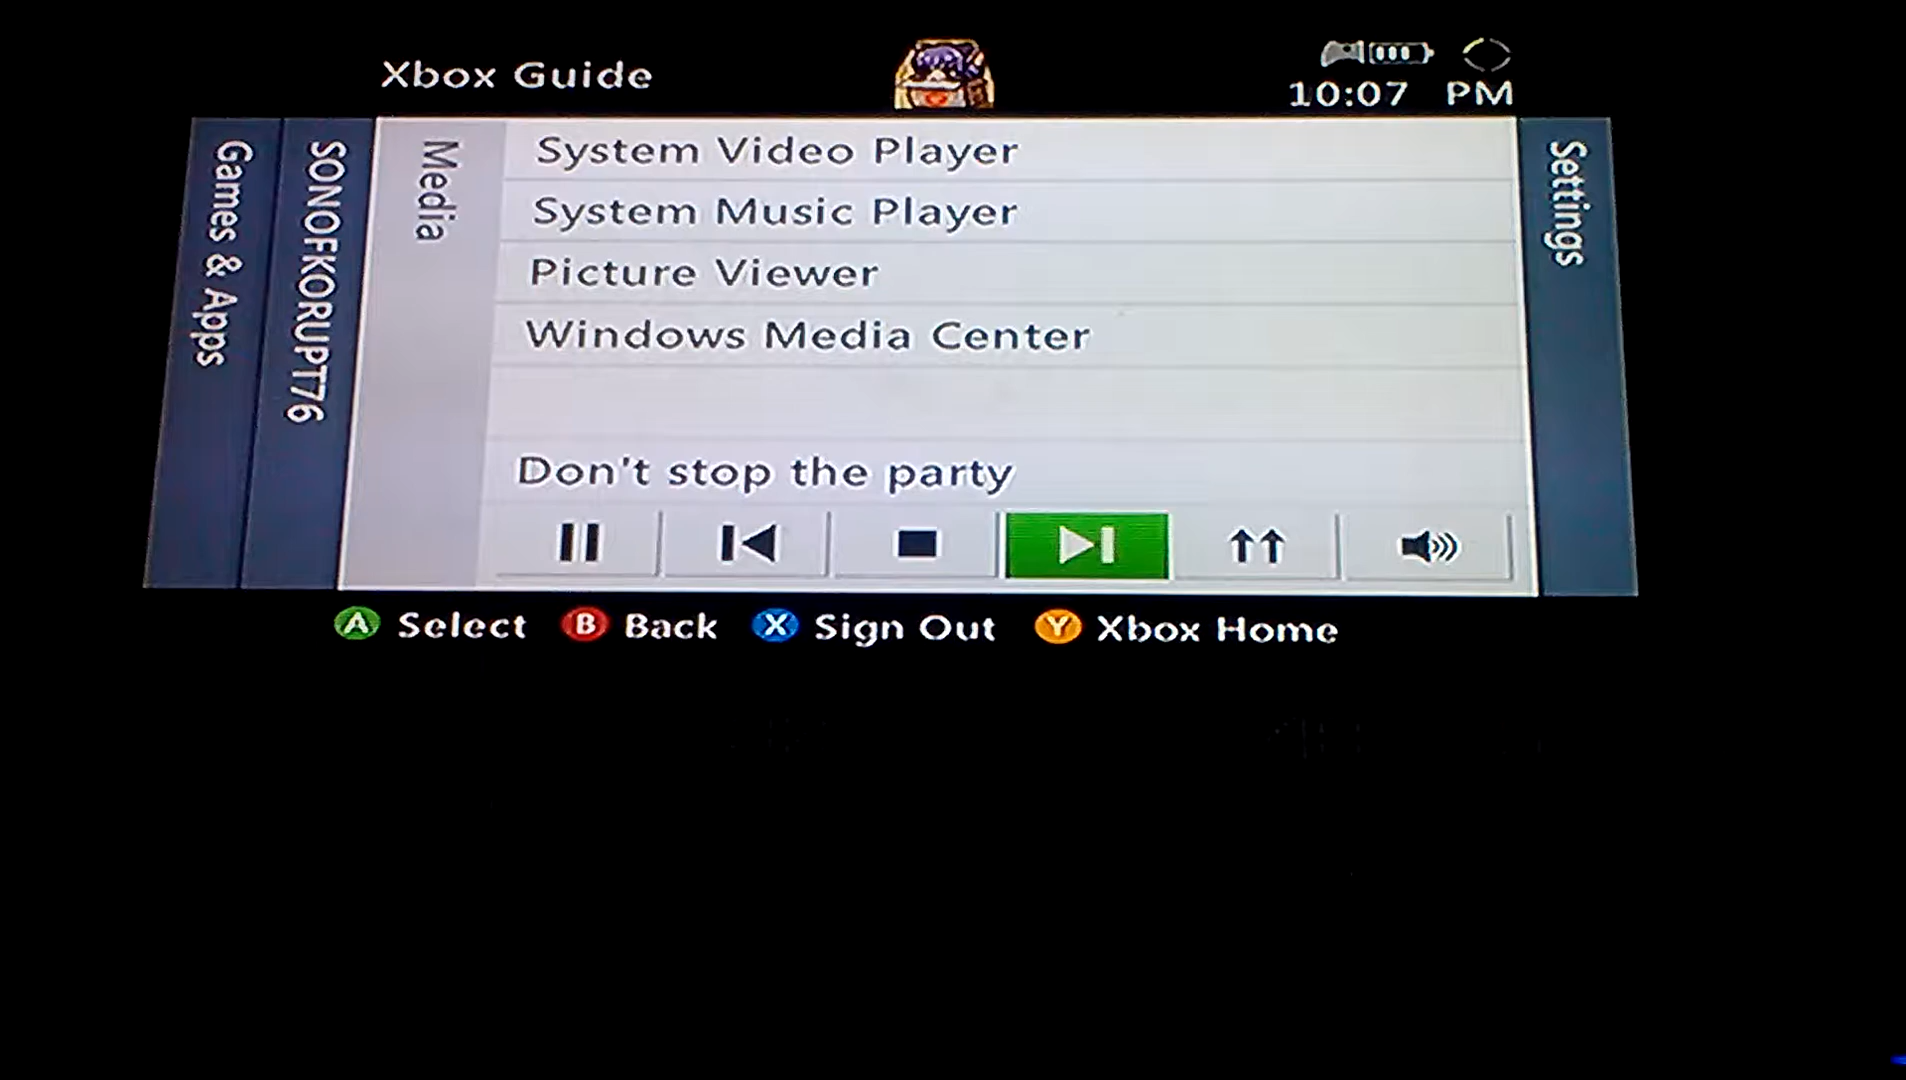 Xbox Guide
10:07 PM
Games & Apps
SONOFKORUPT76
Media
System Video Player
System Music Player
Picture Viewer
Windows Media Center
Don't stop the party
Settings
A Select B Back X Sign Out Y Xbox Home